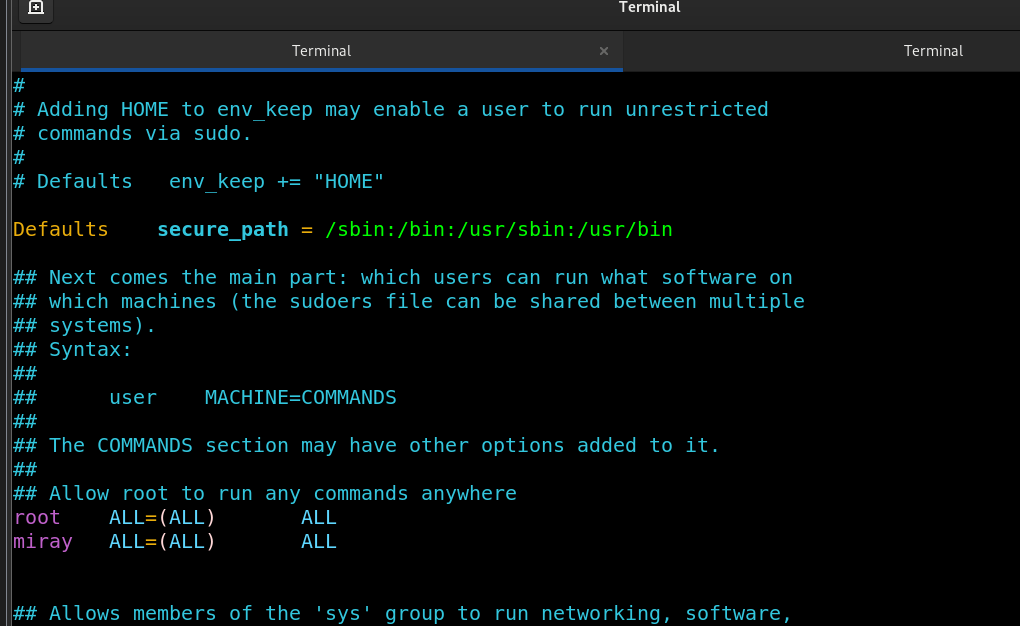 Terminal
Terminal × Terminal
#
# Adding HOME to env_keep may enable a user to run unrestricted
# commands via sudo.
#
# Defaults   env_keep += "HOME"
Defaults    secure_path = /sbin:/bin:/usr/sbin:/usr/bin
## Next comes the main part: which users can run what software on
## which machines (the sudoers file can be shared between multiple
## systems).
## Syntax:
##
##      user    MACHINE=COMMANDS
##
## The COMMANDS section may have other options added to it.
##
## Allow root to run any commands anywhere
root    ALL=(ALL)       ALL
miray   ALL=(ALL)       ALL
## Allows members of the 'sys' group to run networking, software,